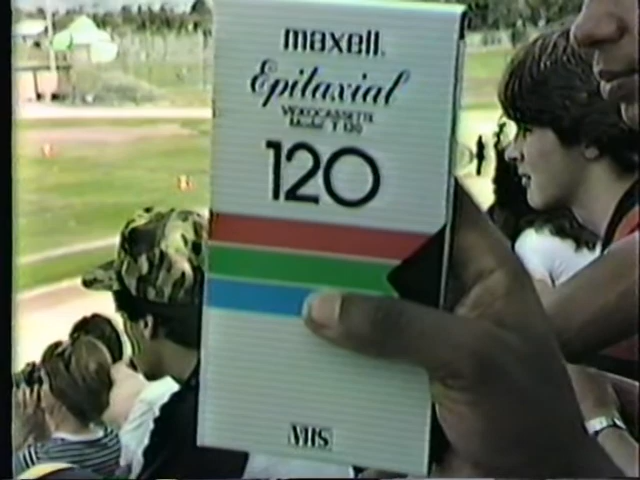 maxell.
Epitaxial
VIDEOCASSETTE
Model T-120
120
VHS